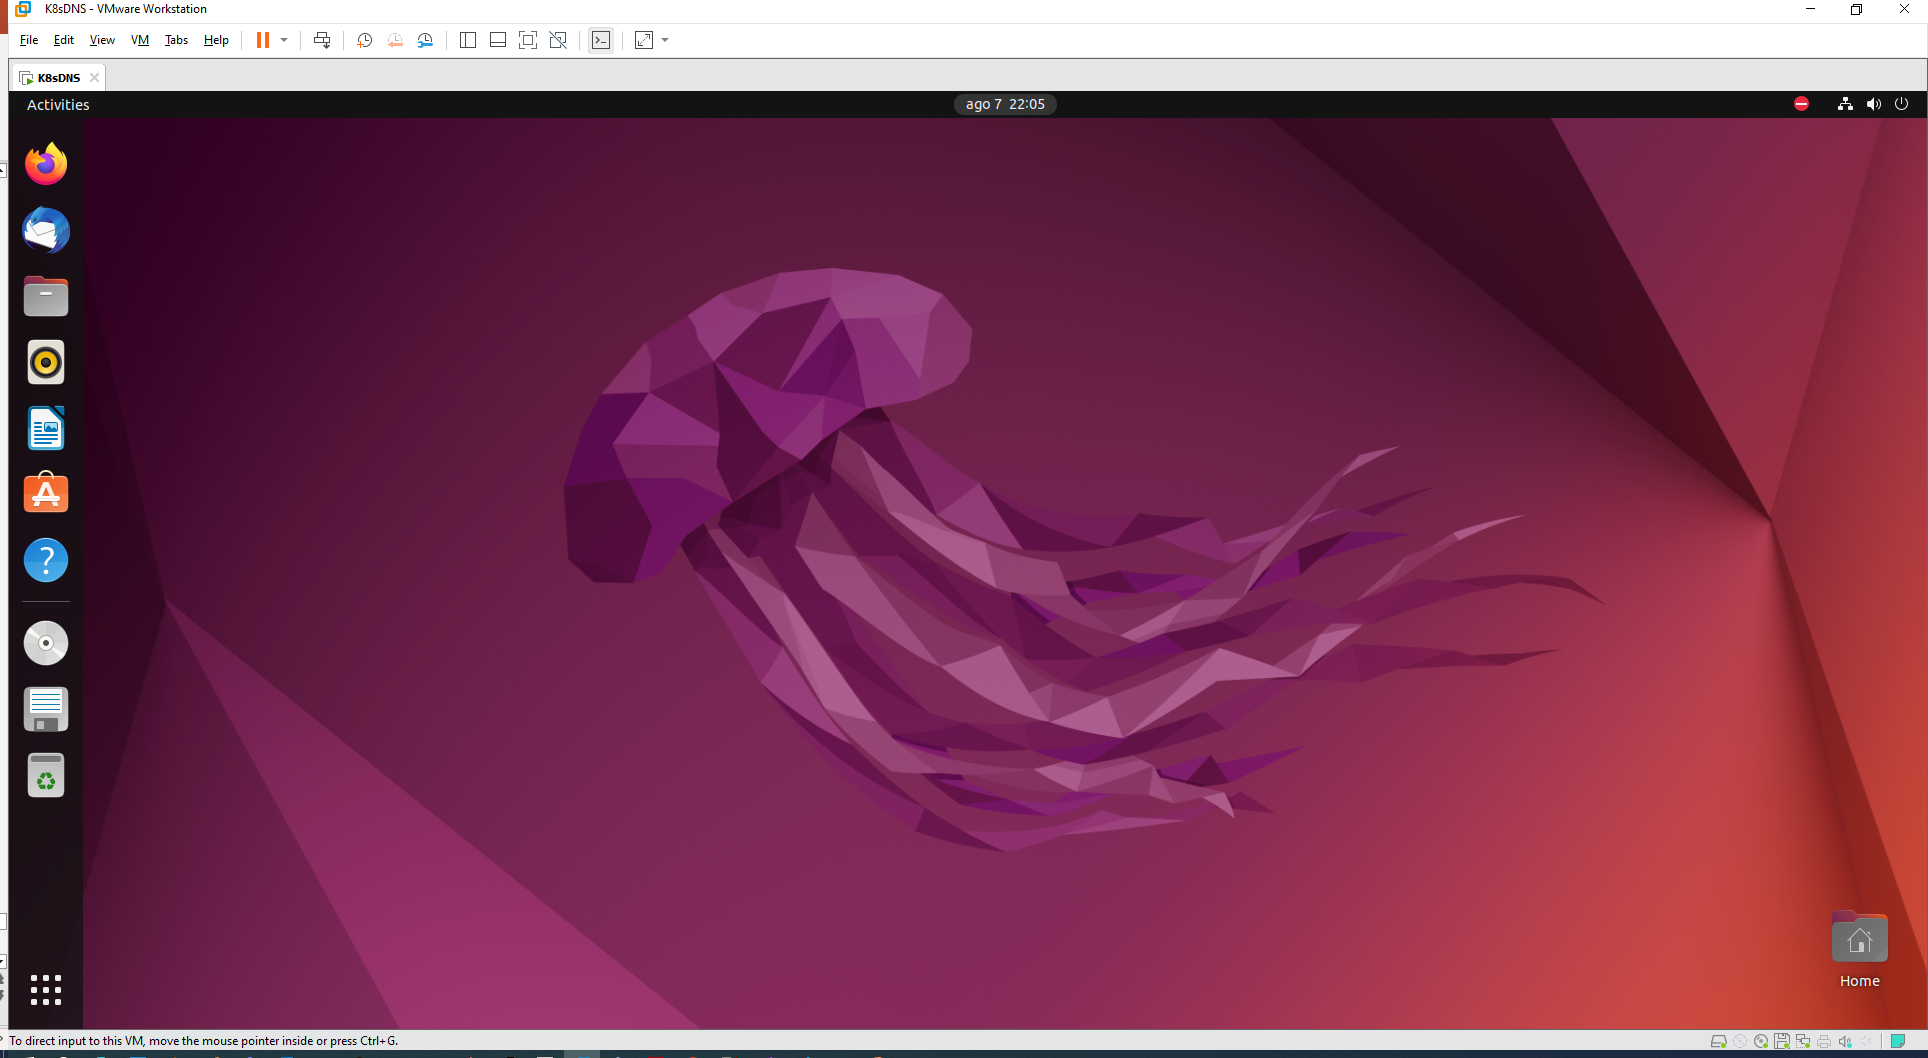 K8sDNS - VMware Workstation
File Edit View VM Tabs Help
K8sDNS
Activities
ago 7 22:05
Home
To direct input to this VM, move the mouse pointer inside or press Ctrl+G.